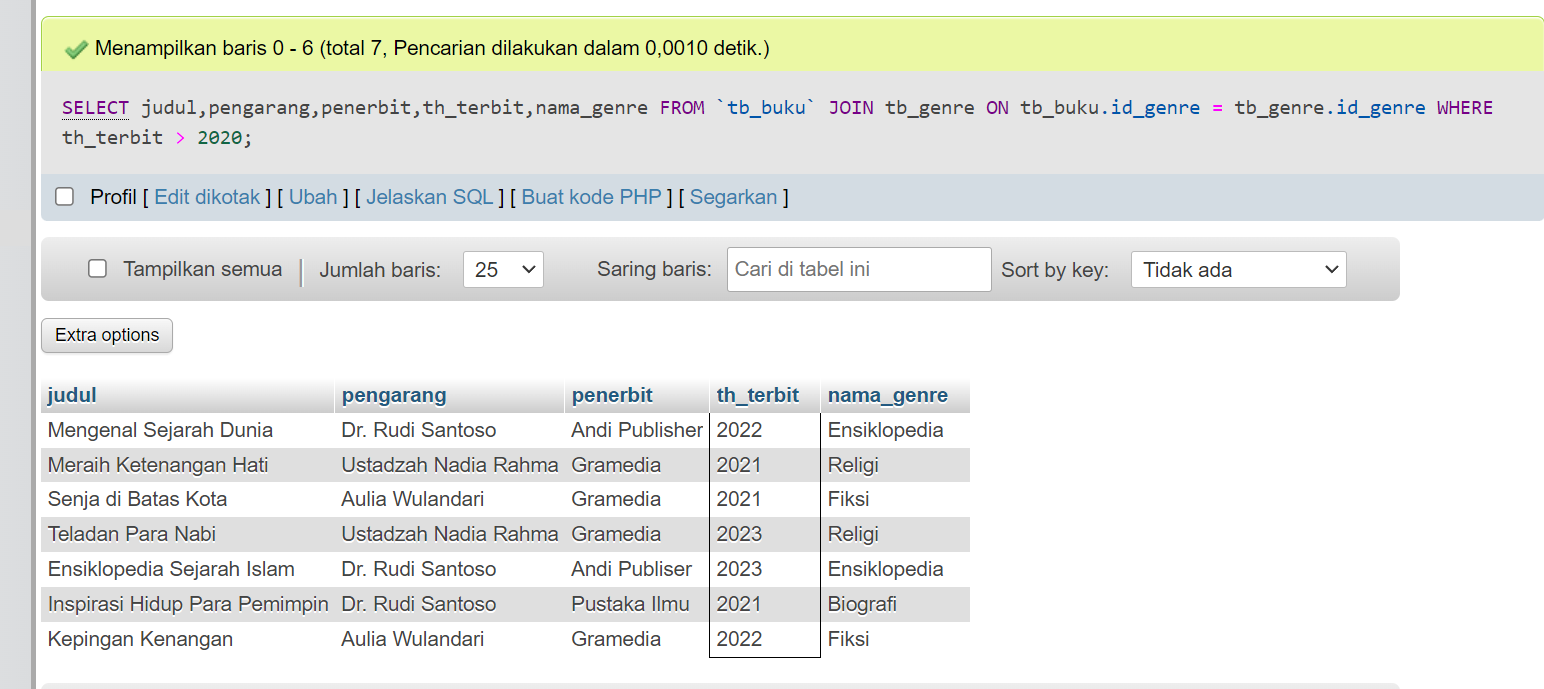 Menampilkan baris 0 - 6 (total 7, Pencarian dilakukan dalam 0,0010 detik.)
SELECT judul,pengarang,penerbit,th_terbit,nama_genre FROM `tb_buku` JOIN tb_genre ON tb_buku.id_genre = tb_genre.id_genre WHERE
th_terbit > 2020;
Profil [ Edit dikotak ] [ Ubah ] [ Jelaskan SQL ] [ Buat kode PHP ] [ Segarkan ]
Tampilkan semua | Jumlah baris: 25 Saring baris: Cari di tabel ini Sort by key: Tidak ada
Extra options
judul pengarang penerbit th_terbit nama_genre
Mengenal Sejarah Dunia Dr. Rudi Santoso Andi Publisher 2022 Ensiklopedia
Meraih Ketenangan Hati Ustadzah Nadia Rahma Gramedia 2021 Religi
Senja di Batas Kota Aulia Wulandari Gramedia 2021 Fiksi
Teladan Para Nabi Ustadzah Nadia Rahma Gramedia 2023 Religi
Ensiklopedia Sejarah Islam Dr. Rudi Santoso Andi Publiser 2023 Ensiklopedia
Inspirasi Hidup Para Pemimpin Dr. Rudi Santoso Pustaka Ilmu 2021 Biografi
Kepingan Kenangan Aulia Wulandari Gramedia 2022 Fiksi